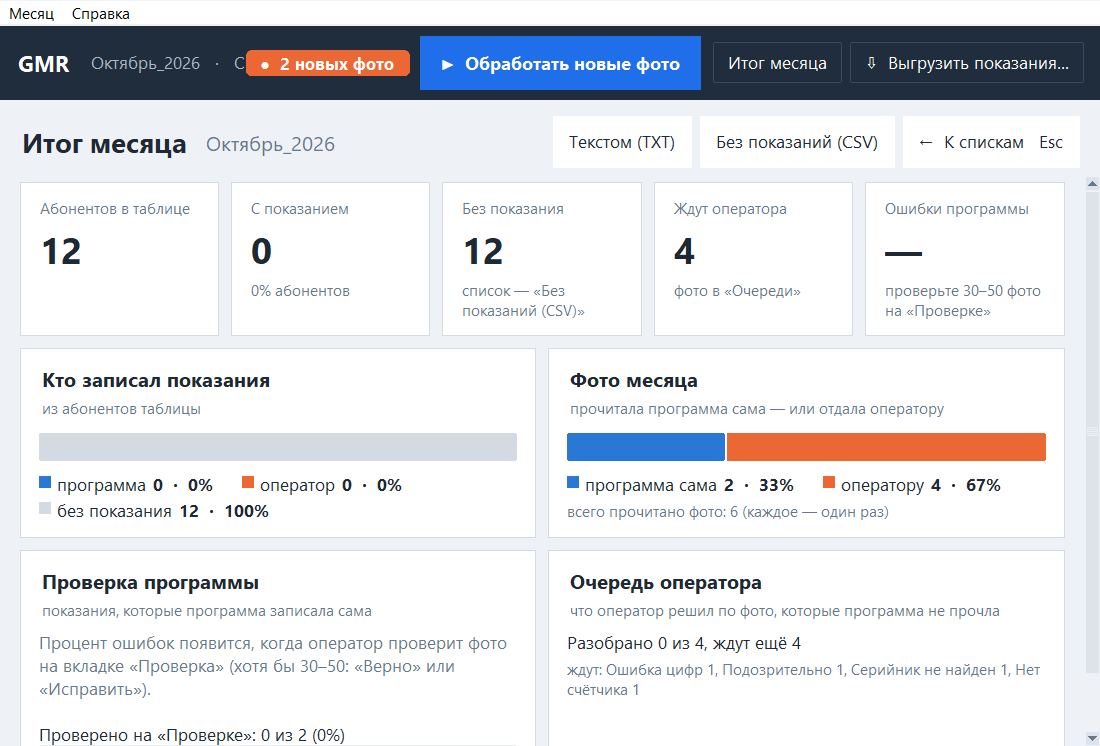 Месяц Справка
GMR Октябрь_2026 · С ● 2 новых фото ► Обработать новые фото Итог месяца ⇩ Выгрузить показания...
Итог месяца Октябрь_2026 Текстом (TXT) Без показаний (CSV) ← К спискам Esc
Абонентов в таблице
12
С показанием
0
0% абонентов
Без показания
12
список — «Без
показаний (CSV)»
Ждут оператора
4
фото в «Очереди»
Ошибки программы
—
проверьте 30–50 фото
на «Проверке»
Кто записал показания
из абонентов таблицы
программа 0 · 0% оператор 0 · 0%
без показания 12 · 100%
Фото месяца
прочитала программа сама — или отдала оператору
программа сама 2 · 33% оператору 4 · 67%
всего прочитано фото: 6 (каждое — один раз)
Проверка программы
показания, которые программа записала сама
Процент ошибок появится, когда оператор проверит фото
на вкладке «Проверка» (хотя бы 30–50: «Верно» или
«Исправить»).
Проверено на «Проверке»: 0 из 2 (0%)
Очередь оператора
что оператор решил по фото, которые программа не прочла
Разобрано 0 из 4, ждут ещё 4
ждут: Ошибка цифр 1, Подозрительно 1, Серийник не найден 1, Нет
счётчика 1